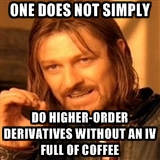 ONE DOES NOT SIMPLY
DO HIGHER-ORDER
DERIVATIVES WITHOUT AN IV
FULL OF COFFEE